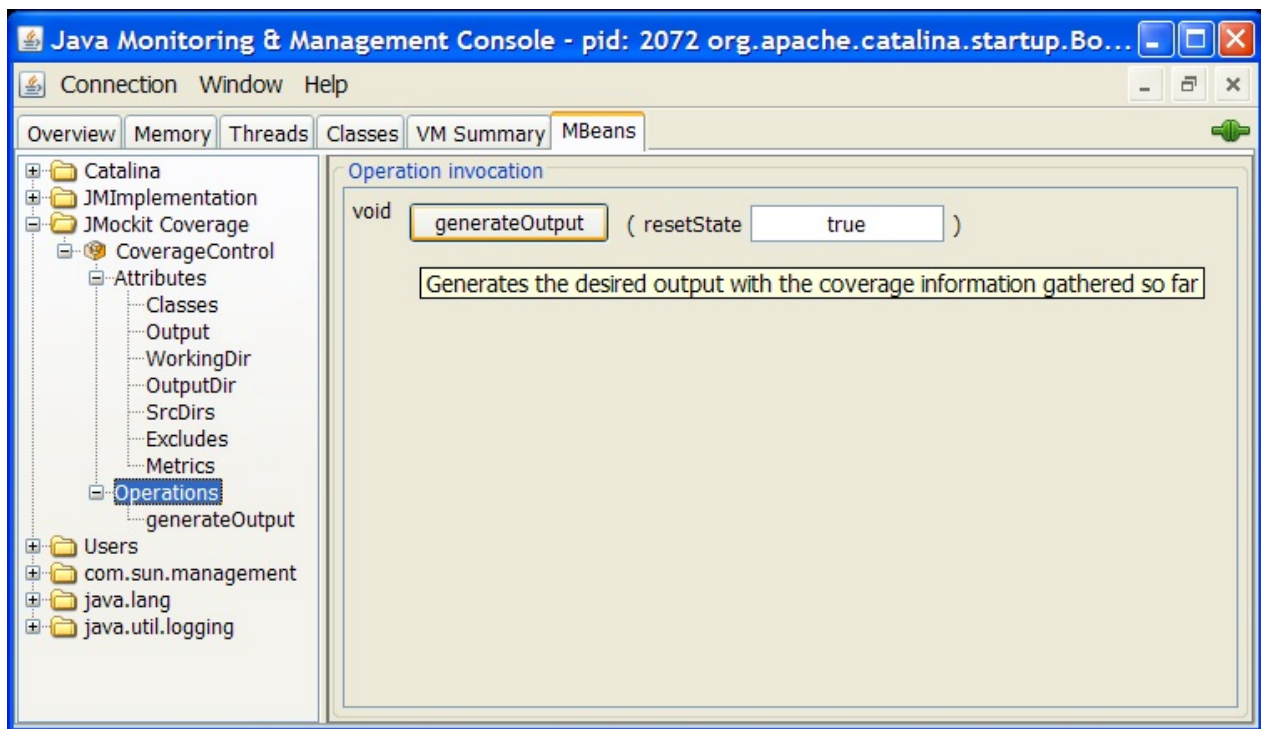 Java Monitoring & Management Console - pid: 2072 org.apache.catalina.startup.Bo...
Connection Window Help
Overview Memory Threads Classes VM Summary MBeans
Catalina
JMImplementation
JMockit Coverage
CoverageControl
Attributes
Classes
Output
WorkingDir
OutputDir
SrcDirs
Excludes
Metrics
Operations
generateOutput
Users
com.sun.management
java.lang
java.util.logging
Operation invocation
void generateOutput ( resetState true )
Generates the desired output with the coverage information gathered so far